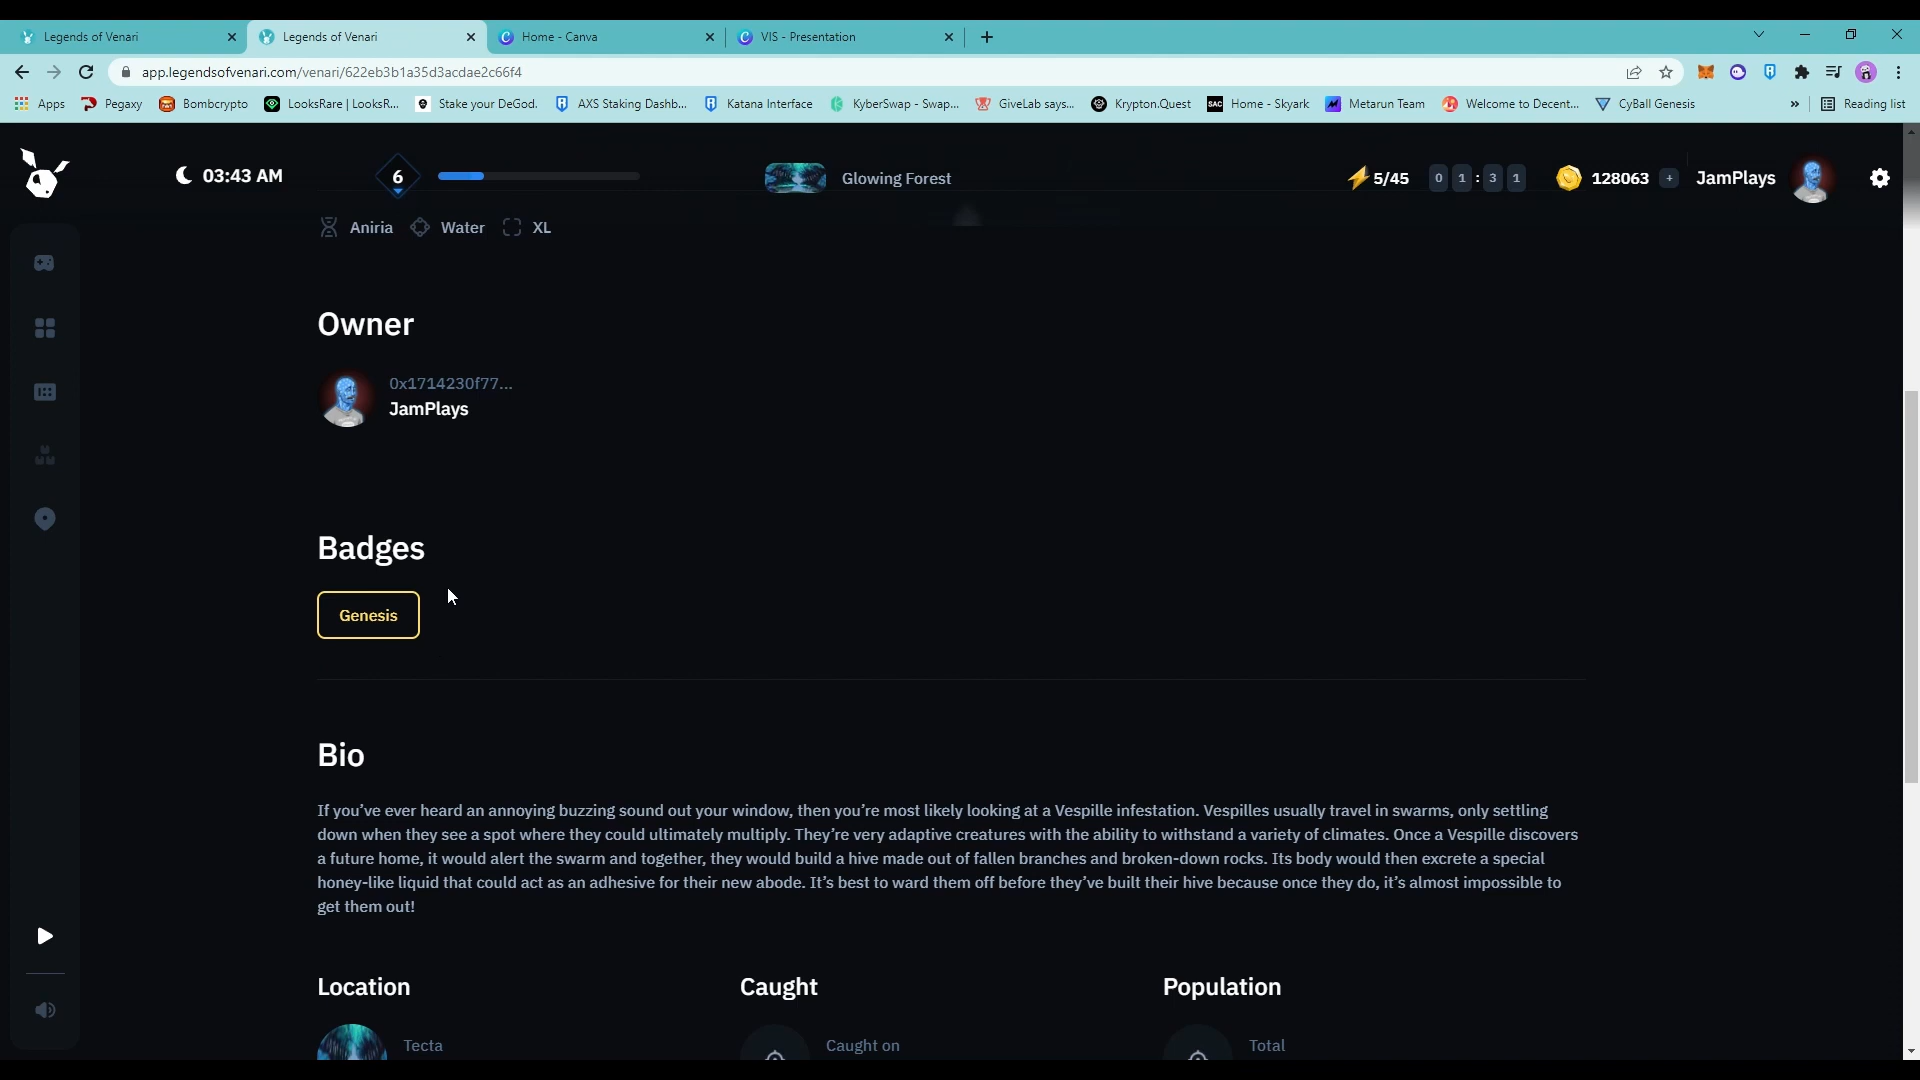 Legends of Venari
Legends of Venari
Home - Canva
VIS - Presentation
app.legendsofvenari.com/venari/622eb3b1a35d3acdae2c66f4
Apps
Pegaxy
Bombcrypto
LooksRare | LooksR...
Stake your DeGod.
AXS Staking Dashb...
Katana Interface
KyberSwap - Swap...
GiveLab says...
Krypton.Quest
SAC
Home - Skyark
Metarun Team
Welcome to Decent...
CyBall Genesis
»
Reading list
03:43 AM
6
Glowing Forest
5/45
0 1 : 3 1
128063
+
JamPlays
Aniria
Water
XL
Owner
0x1714230f77...
JamPlays
Badges
Genesis
Bio
If you've ever heard an annoying buzzing sound out your window, then you're most likely looking at a Vespille infestation. Vespilles usually travel in swarms, only settling
down when they see a spot where they could ultimately multiply. They're very adaptive creatures with the ability to withstand a variety of climates. Once a Vespille discovers
a future home, it would alert the swarm and together, they would build a hive made out of fallen branches and broken-down rocks. Its body would then excrete a special
honey-like liquid that could act as an adhesive for their new abode. It's best to ward them off before they've built their hive because once they do, it's almost impossible to
get them out!
Location
Caught
Population
Tecta
Caught on
Total